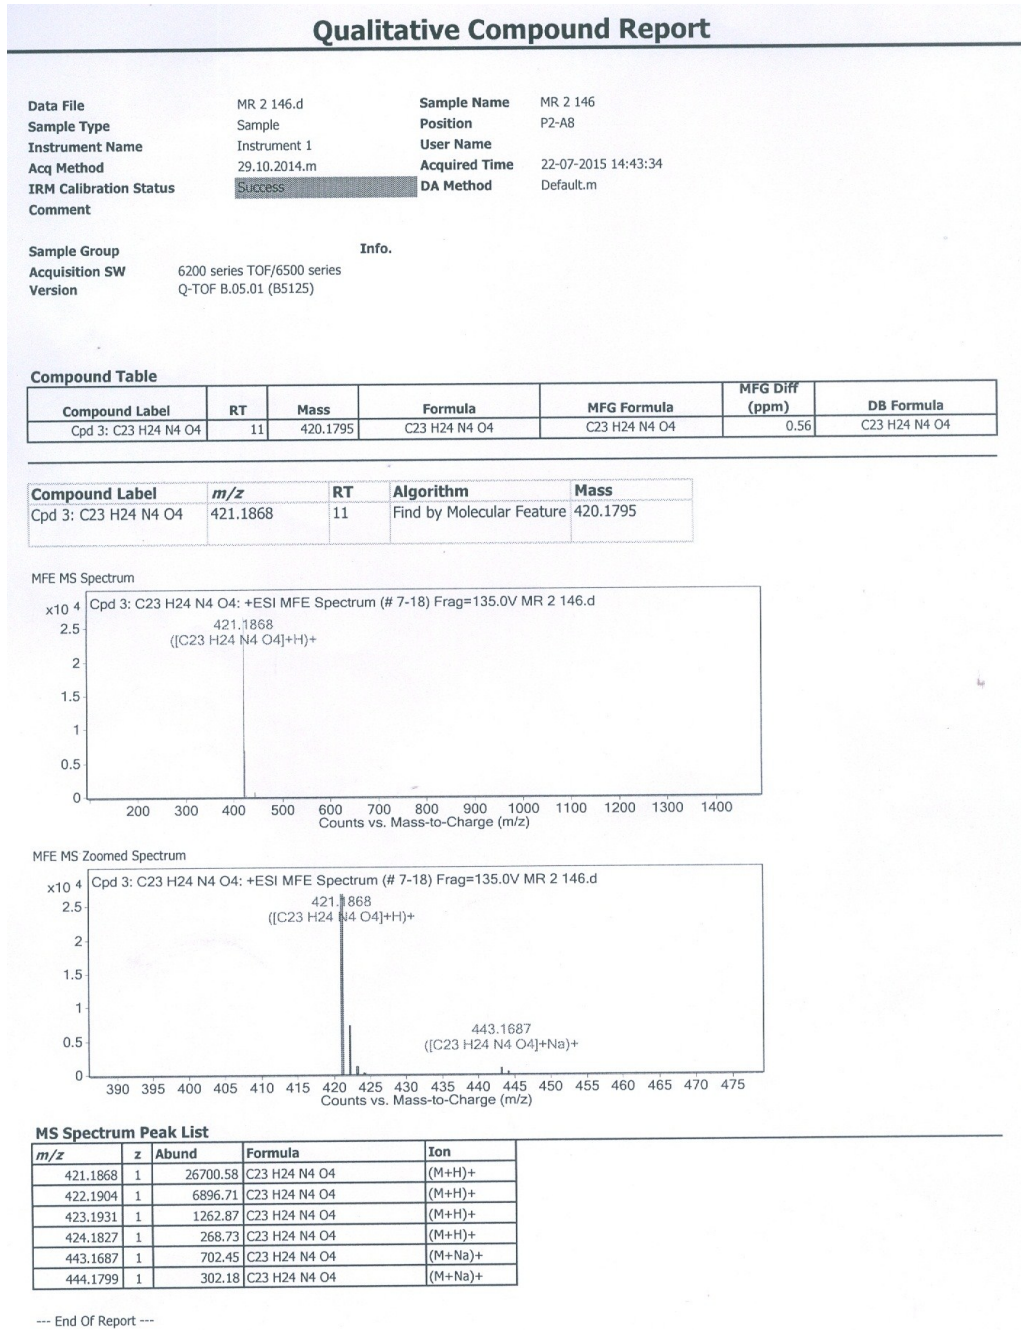 Qualitative Compound Report
Data File MR 2 146.d Sample Name MR 2 146
Sample Type Sample Position P2-A8
Instrument Name Instrument 1 User Name
Acq Method 29.10.2014.m Acquired Time 22-07-2015 14:43:34
IRM Calibration Status Success DA Method Default.m
Comment
Sample Group Info.
Acquisition SW 6200 series TOF/6500 series
Version Q-TOF B.05.01 (B5125)
Compound Table
Compound Label RT Mass Formula MFG Formula MFG Diff (ppm) DB Formula
Cpd 3: C23 H24 N4 O4 11 420.1795 C23 H24 N4 O4 C23 H24 N4 O4 0.56 C23 H24 N4 O4
Compound Label m/z RT Algorithm Mass
Cpd 3: C23 H24 N4 O4 421.1868 11 Find by Molecular Feature 420.1795
MFE MS Spectrum
x10 4 Cpd 3: C23 H24 N4 O4: +ESI MFE Spectrum (# 7-18) Frag=135.0V MR 2 146.d
421.1868
([C23 H24 N4 O4]+H)+
2.5
2
1.5
1
0.5
0
200 300 400 500 600 700 800 900 1000 1100 1200 1300 1400
Counts vs. Mass-to-Charge (m/z)
MFE MS Zoomed Spectrum
x10 4 Cpd 3: C23 H24 N4 O4: +ESI MFE Spectrum (# 7-18) Frag=135.0V MR 2 146.d
421.1868
([C23 H24 N4 O4]+H)+
2.5
2
1.5
1
443.1687
([C23 H24 N4 O4]+Na)+
0.5
0
390 395 400 405 410 415 420 425 430 435 440 445 450 455 460 465 470 475
Counts vs. Mass-to-Charge (m/z)
MS Spectrum Peak List
m/z z Abund Formula Ion
421.1868 1 26700.58 C23 H24 N4 O4 (M+H)+
422.1904 1 6896.71 C23 H24 N4 O4 (M+H)+
423.1931 1 1262.87 C23 H24 N4 O4 (M+H)+
424.1827 1 268.73 C23 H24 N4 O4 (M+H)+
443.1687 1 702.45 C23 H24 N4 O4 (M+Na)+
444.1799 1 302.18 C23 H24 N4 O4 (M+Na)+
--- End Of Report ---